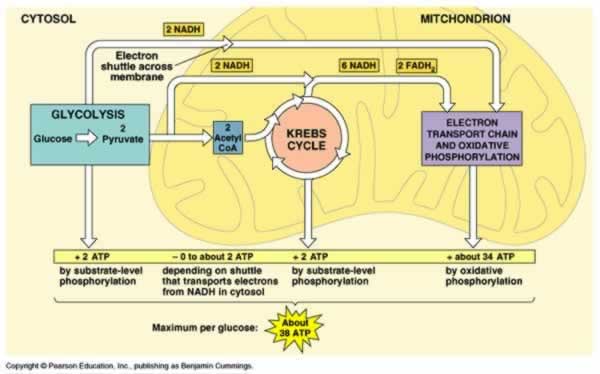 CYTOSOL
MITCHONDRION
2 NADH
Electron
shuttle across
membrane
2 NADH
6 NADH
2 FADH₂
GLYCOLYSIS
Glucose
2
Pyruvate
2
Acetyl
CoA
KREBS
CYCLE
ELECTRON
TRANSPORT CHAIN
AND OXIDATIVE
PHOSPHORYLATION
+ 2 ATP
– 0 to about 2 ATP
+ 2 ATP
+ about 34 ATP
by substrate-level
phosphorylation
depending on shuttle
that transports electrons
from NADH in cytosol
by substrate-level
phosphorylation
by oxidative
phosphorylation
Maximum per glucose:
About
38 ATP
Copyright © Pearson Education, Inc., publishing as Benjamin Cummings.